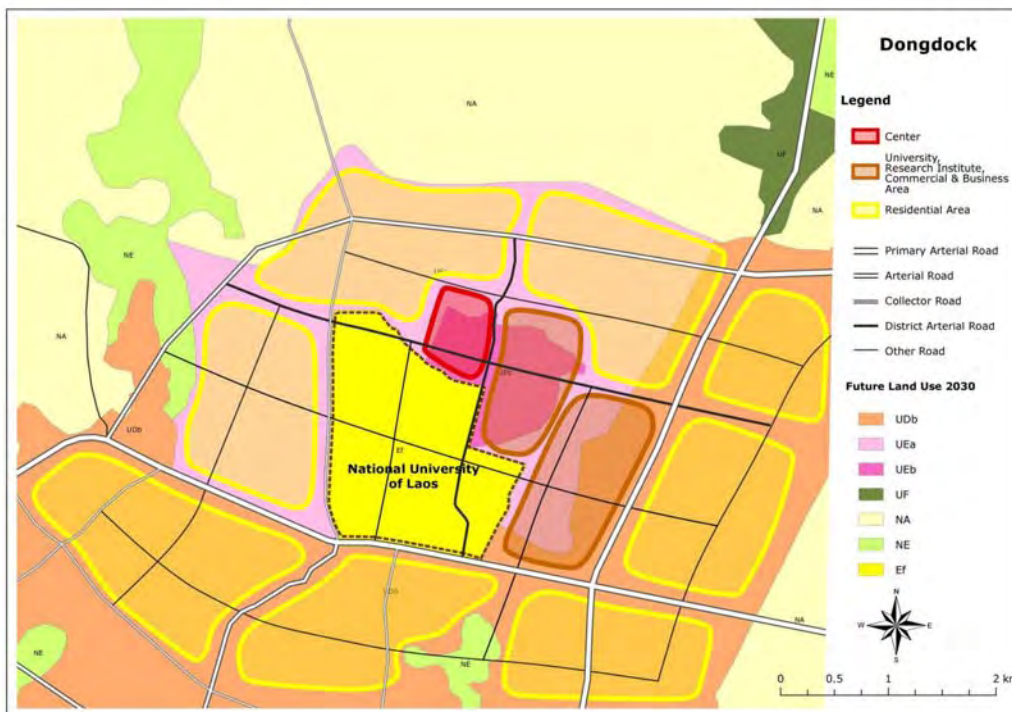 Dongdock
Legend
Center
University,
Research Institute,
Commercial & Business
Area
Residential Area
Primary Arterial Road
Arterial Road
Collector Road
District Arterial Road
Other Road
Future Land Use 2030
UDb
UEa
UEb
UF
NA
NE
Ef
N
W
E
S
0
0.5
1
2 km
NA
NE
UF
NA
NE
NA
UDb
Ef
National University
of Laos
NE
NE
NA